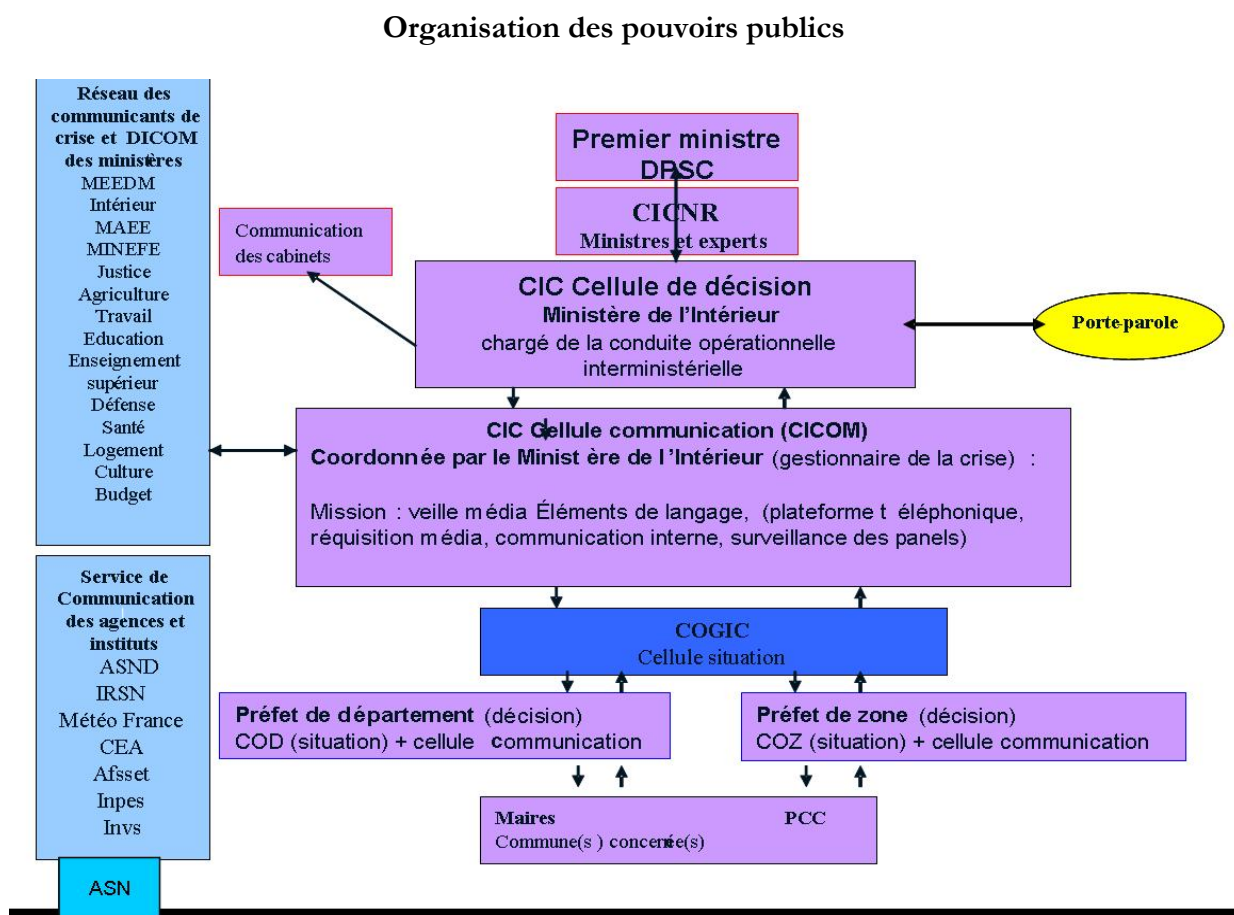 Organisation des pouvoirs publics
Réseau des
communicants de
crise et DICOM
des ministères
MEEDM
Intérieur
MAEE
MINEFE
Justice
Agriculture
Travail
Education
Enseignement
supérieur
Défense
Santé
Logement
Culture
Budget
Service de
Communication
des agences et
instituts
ASND
IRSN
Météo France
CEA
Afsset
Inpes
Invs
ASN
Premier ministre
DPSC
CICNR
Ministres et experts
Communication
des cabinets
CIC Cellule de décision
Ministère de l'Intérieur
chargé de la conduite opérationnelle
interministérielle
Porte-parole
CIC Cellule communication (CICOM)
Coordonnée par le Minist ère de l'Intérieur (gestionnaire de la crise) :
Mission : veille média Éléments de langage, (plateforme t éléphonique,
réquisition média, communication interne, surveillance des panels)
COGIC
Cellule situation
Préfet de département (décision)
COD (situation) + cellule communication
Préfet de zone (décision)
COZ (situation) + cellule communication
Maires PCC
Commune(s ) concernée(s)